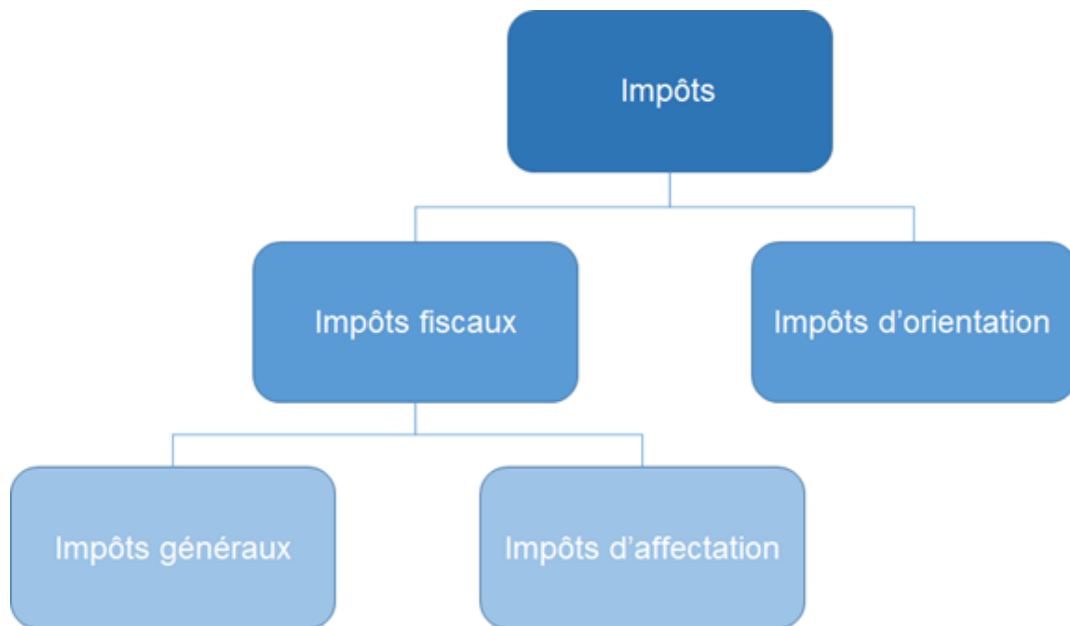 Impôts
Impôts fiscaux
Impôts d’orientation
Impôts généraux
Impôts d’affectation